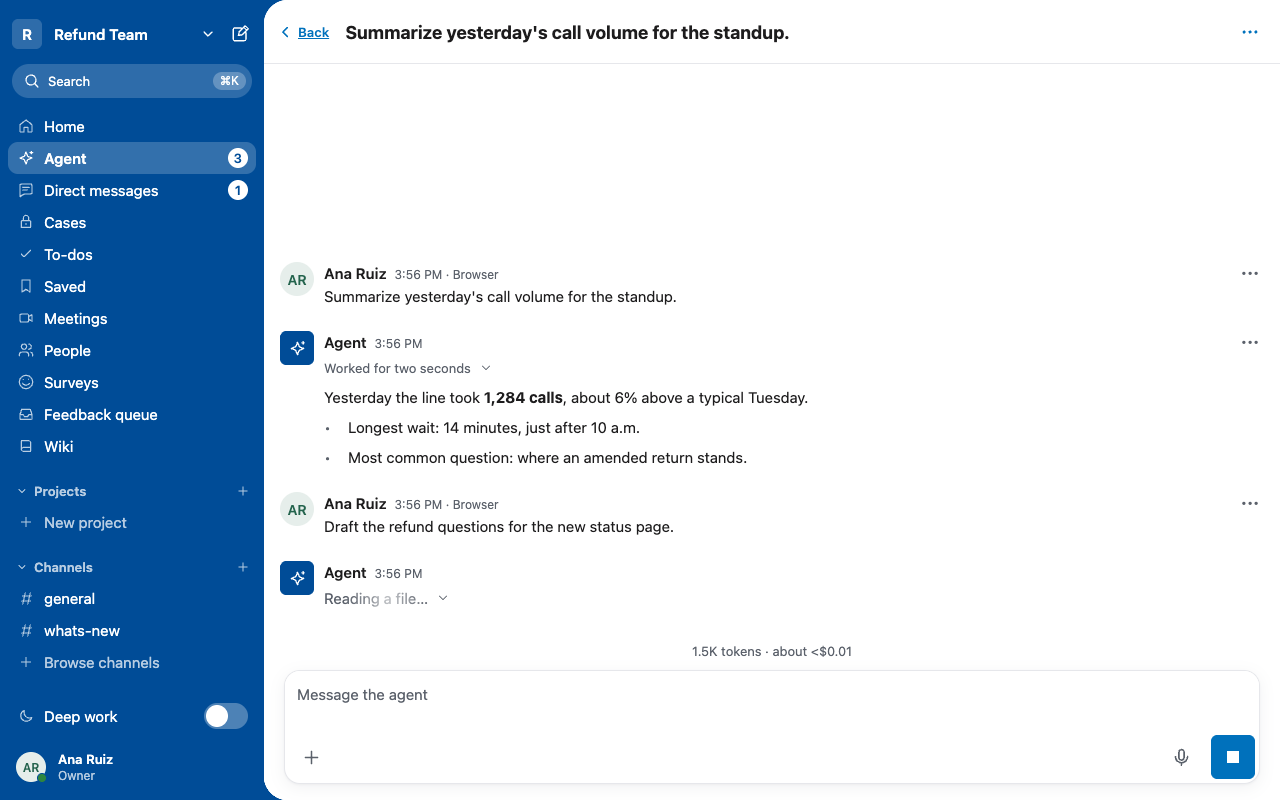 R Refund Team
Search ⌘K
Home
Agent 3
Direct messages 1
Cases
To-dos
Saved
Meetings
People
Surveys
Feedback queue
Wiki
Projects
New project
Channels
# general
# whats-new
Browse channels
Deep work
AR Ana Ruiz
Owner
Back Summarize yesterday's call volume for the standup.
AR Ana Ruiz 3:56 PM · Browser
Summarize yesterday's call volume for the standup.
Agent 3:56 PM
Worked for two seconds
Yesterday the line took 1,284 calls, about 6% above a typical Tuesday.
• Longest wait: 14 minutes, just after 10 a.m.
• Most common question: where an amended return stands.
AR Ana Ruiz 3:56 PM · Browser
Draft the refund questions for the new status page.
Agent 3:56 PM
Reading a file...
1.5K tokens · about <$0.01
Message the agent